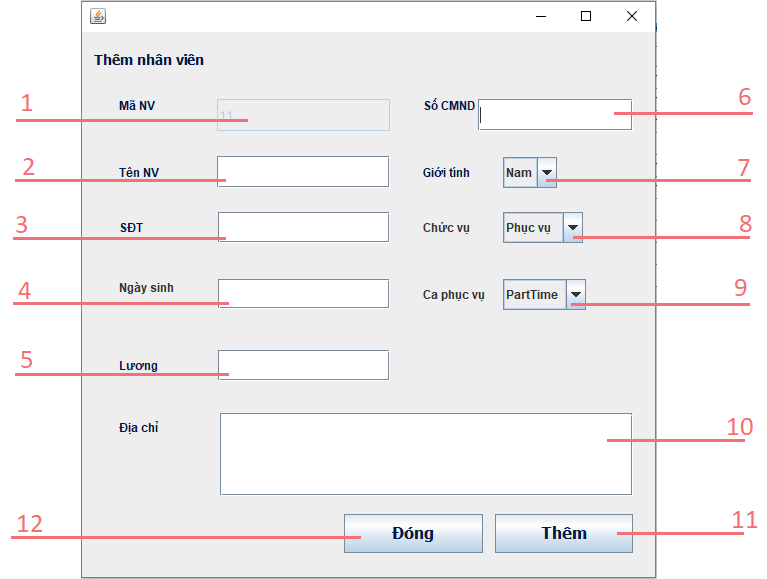 Thêm nhân viên
1 Mã NV 11 Số CMND 6
2 Tên NV Giới tính Nam 7
3 SĐT Chức vụ Phục vụ 8
4 Ngày sinh Ca phục vụ PartTime 9
5 Lương
Địa chỉ 10
12 Đóng Thêm 11